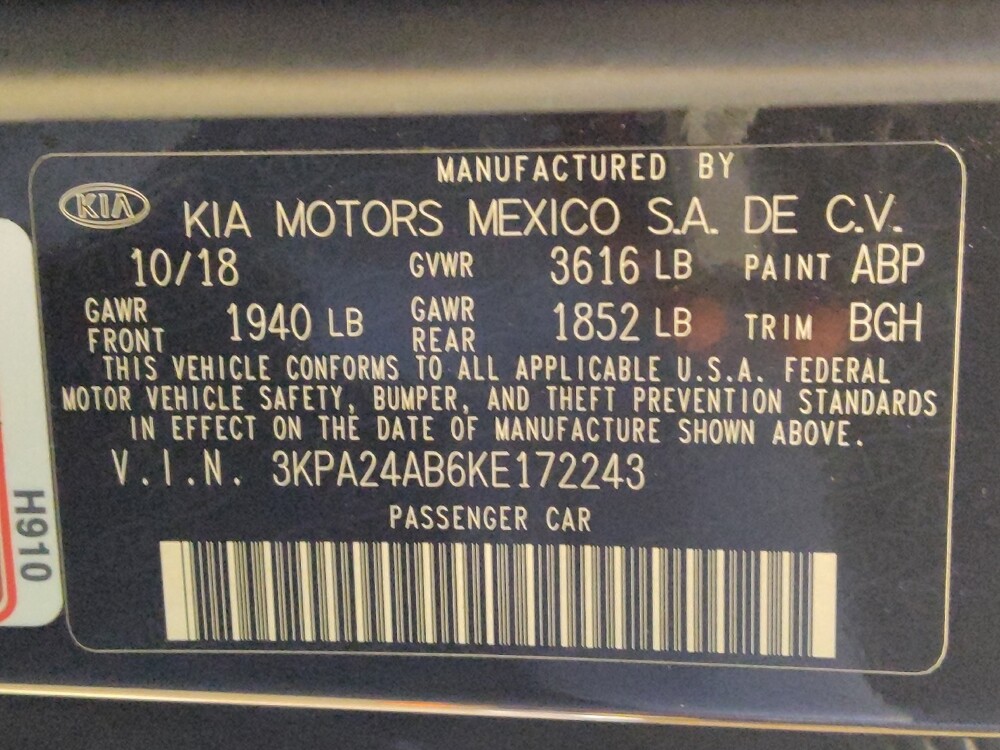 MANUFACTURED BY
KIA KIA MOTORS MEXICO S.A. DE C.V.
10/18 GVWR 3616 LB PAINT ABP
GAWR FRONT 1940 LB GAWR REAR 1852 LB TRIM BGH
THIS VEHICLE CONFORMS TO ALL APPLICABLE U.S.A. FEDERAL
MOTOR VEHICLE SAFETY, BUMPER, AND THEFT PREVENTION STANDARDS
IN EFFECT ON THE DATE OF MANUFACTURE SHOWN ABOVE.
V.I.N. 3KPA24AB6KE172243
PASSENGER CAR
H910